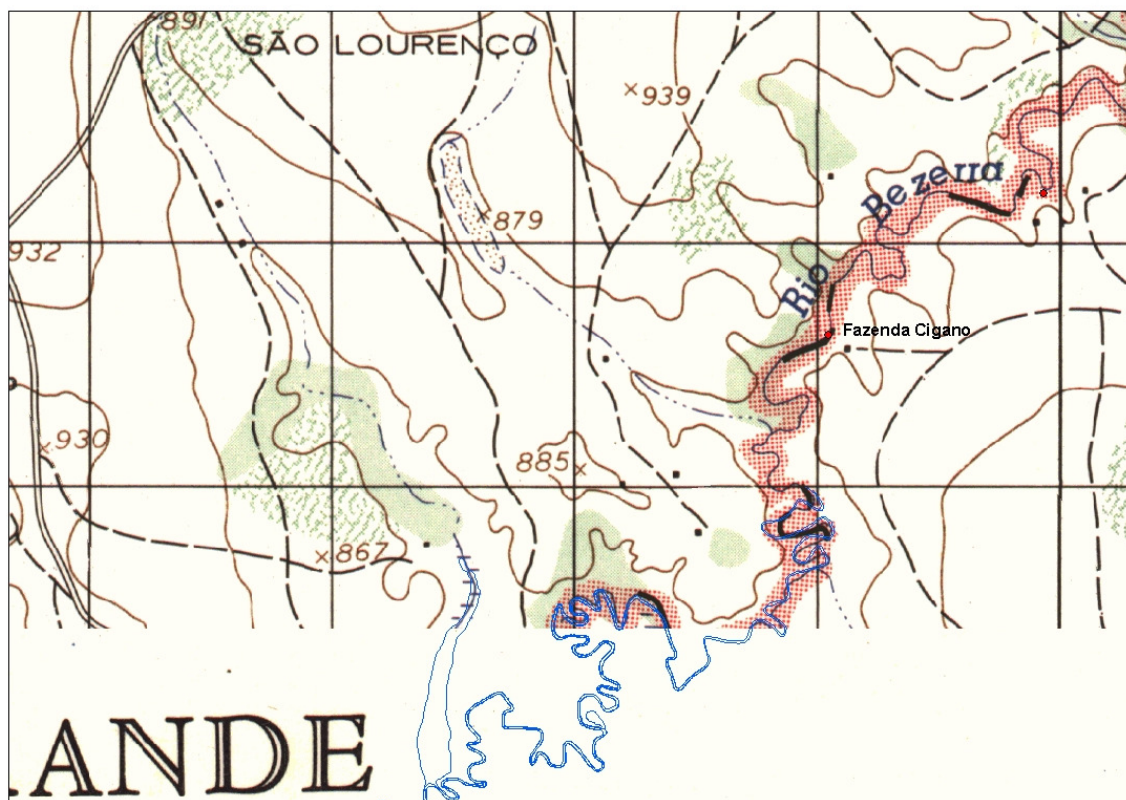 891
SÃO LOURENÇO
939
Bezerra
879
932
Rio
Fazenda Cigano
930
885
867
ANDE